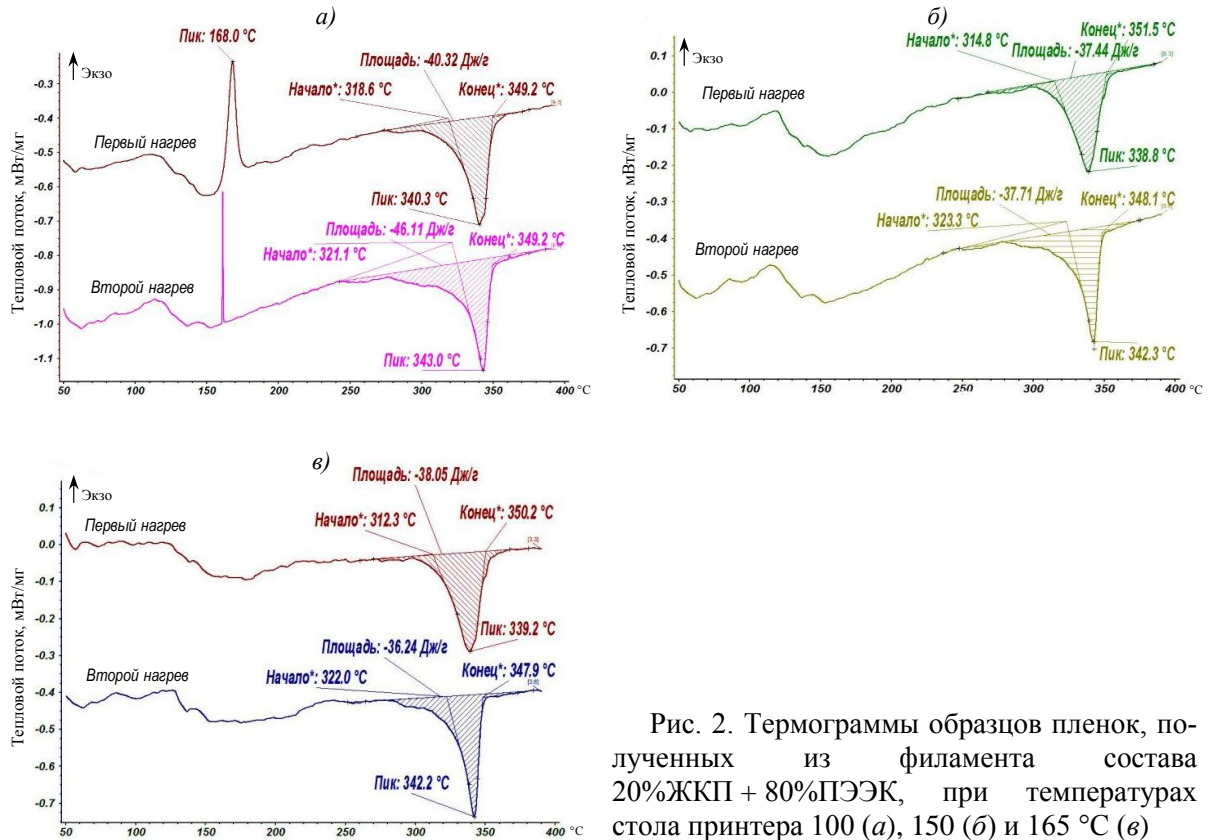 а)
Экзо
Пик: 168.0 °C
Площадь: -40.32 Дж/г
Начало*: 318.6 °C
Конец*: 349.2 °C
Первый нагрев
Пик: 340.3 °C
Площадь: -46.11 Дж/г
Начало*: 321.1 °C
Конец*: 349.2 °C
Второй нагрев
Пик: 343.0 °C
Тепловой поток, мВт/мг
-0.3
-0.4
-0.5
-0.6
-0.7
-0.8
-0.9
-1.0
-1.1
50 100 150 200 250 300 350 400 °C
б)
Экзо
Конец*: 351.5 °C
Начало*: 314.8 °C
Площадь: -37.44 Дж/г
Первый нагрев
Пик: 338.8 °C
Площадь: -37.71 Дж/г
Конец*: 348.1 °C
Начало*: 323.3 °C
Второй нагрев
Пик: 342.3 °C
Тепловой поток, мВт/мг
0.1
0.0
-0.1
-0.2
-0.3
-0.4
-0.5
-0.6
-0.7
50 100 150 200 250 300 350 400 °C
в)
Экзо
Площадь: -38.05 Дж/г
Начало*: 312.3 °C
Конец*: 350.2 °C
Первый нагрев
[3.3]
Пик: 339.2 °C
Площадь: -36.24 Дж/г
Начало*: 322.0 °C
Конец*: 347.9 °C
Второй нагрев
Пик: 342.2 °C
Тепловой поток, мВт/мг
0.1
0.0
-0.1
-0.2
-0.3
-0.4
-0.5
-0.6
-0.7
50 100 150 200 250 300 350 400 °C
Рис. 2. Термограммы образцов пленок, по-
лученных из филамента состава
20%ЖКП + 80%ПЭЭК, при температурах
стола принтера 100 (а), 150 (б) и 165 °C (в)